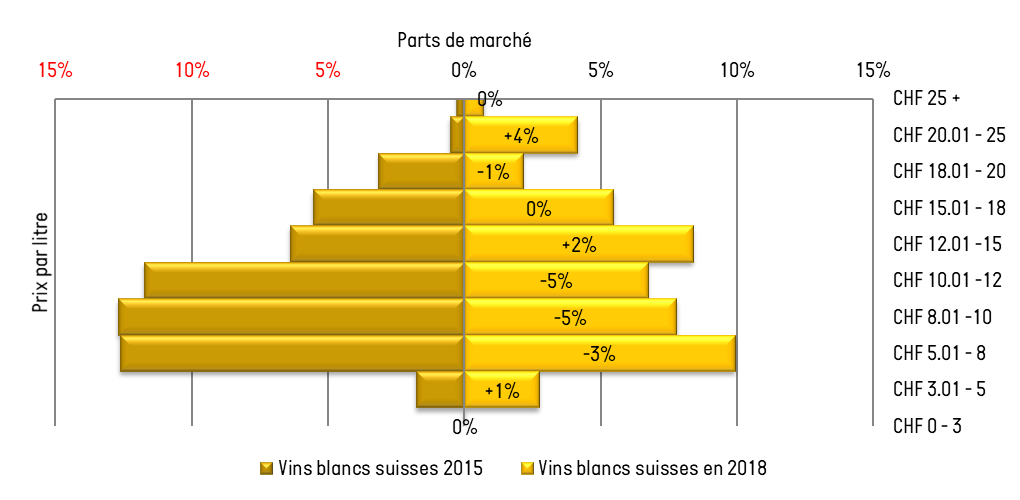 Parts de marché
15% 10% 5% 0% 5% 10% 15%
0% CHF 25 +
+4% CHF 20.01 - 25
-1% CHF 18.01 - 20
0% CHF 15.01 - 18
+2% CHF 12.01 -15
-5% CHF 10.01 -12
-5% CHF 8.01 -10
-3% CHF 5.01 - 8
+1% CHF 3.01 - 5
0% CHF 0 - 3
Prix par litre
Vins blancs suisses 2015 Vins blancs suisses en 2018